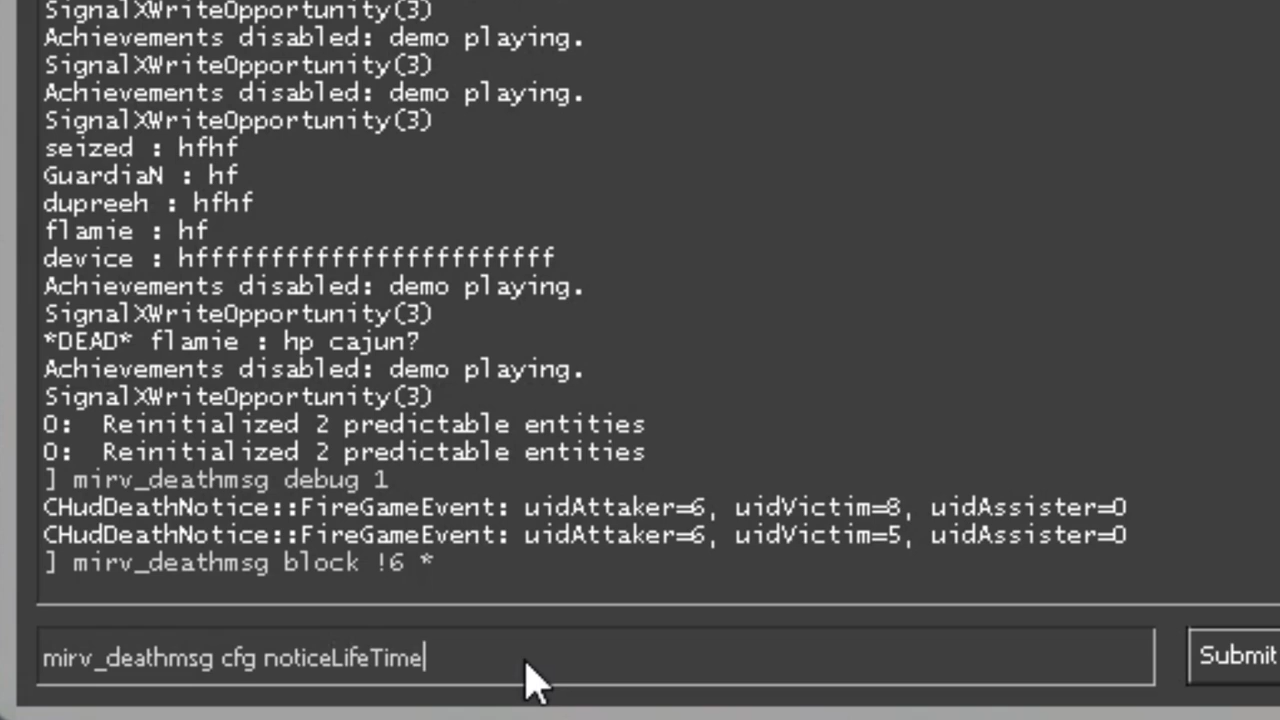 SignalXWriteOpportunity(3)
Achievements disabled: demo playing.
SignalXWriteOpportunity(3)
Achievements disabled: demo playing.
SignalXWriteOpportunity(3)
seized : hfhf
GuardiaN : hf
dupreeh : hfhf
flamie : hf
device : hfffffffffffffffffffffffff
Achievements disabled: demo playing.
SignalXWriteOpportunity(3)
*DEAD* flamie : hp cajun?
Achievements disabled: demo playing.
SignalXWriteOpportunity(3)
0:  Reinitialized 2 predictable entities
0:  Reinitialized 2 predictable entities
] mirv_deathmsg debug 1
CHudDeathNotice::FireGameEvent: uidAttaker=6, uidVictim=8, uidAssister=0
CHudDeathNotice::FireGameEvent: uidAttaker=6, uidVictim=5, uidAssister=0
] mirv_deathmsg block !6 *
mirv_deathmsg cfg noticeLifeTime
Submit